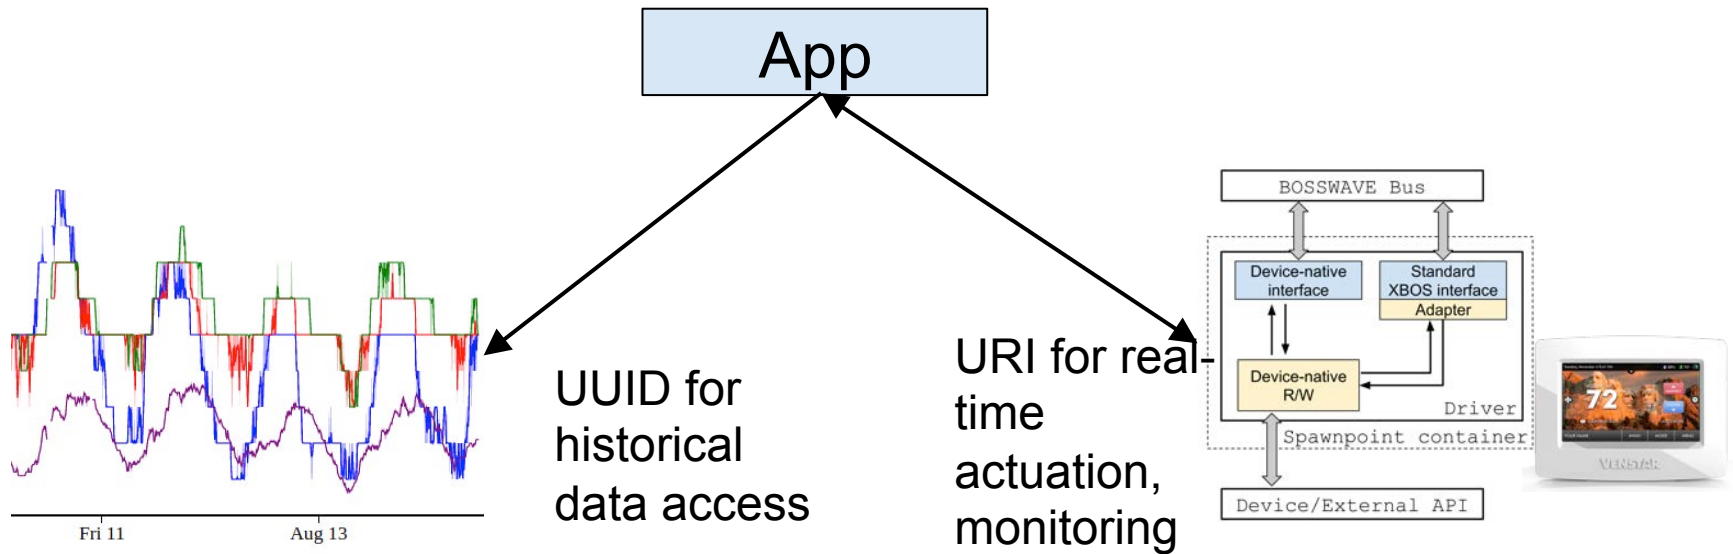 App
BOSSWAVE Bus
Device-native
interface
Standard
XBOS interface
Adapter
Device-native
R/W
Driver
Spawnpoint container
Device/External API
URI for real-
time
actuation,
monitoring
UUID for
historical
data access
Fri 11
Aug 13
72
VENSTAR